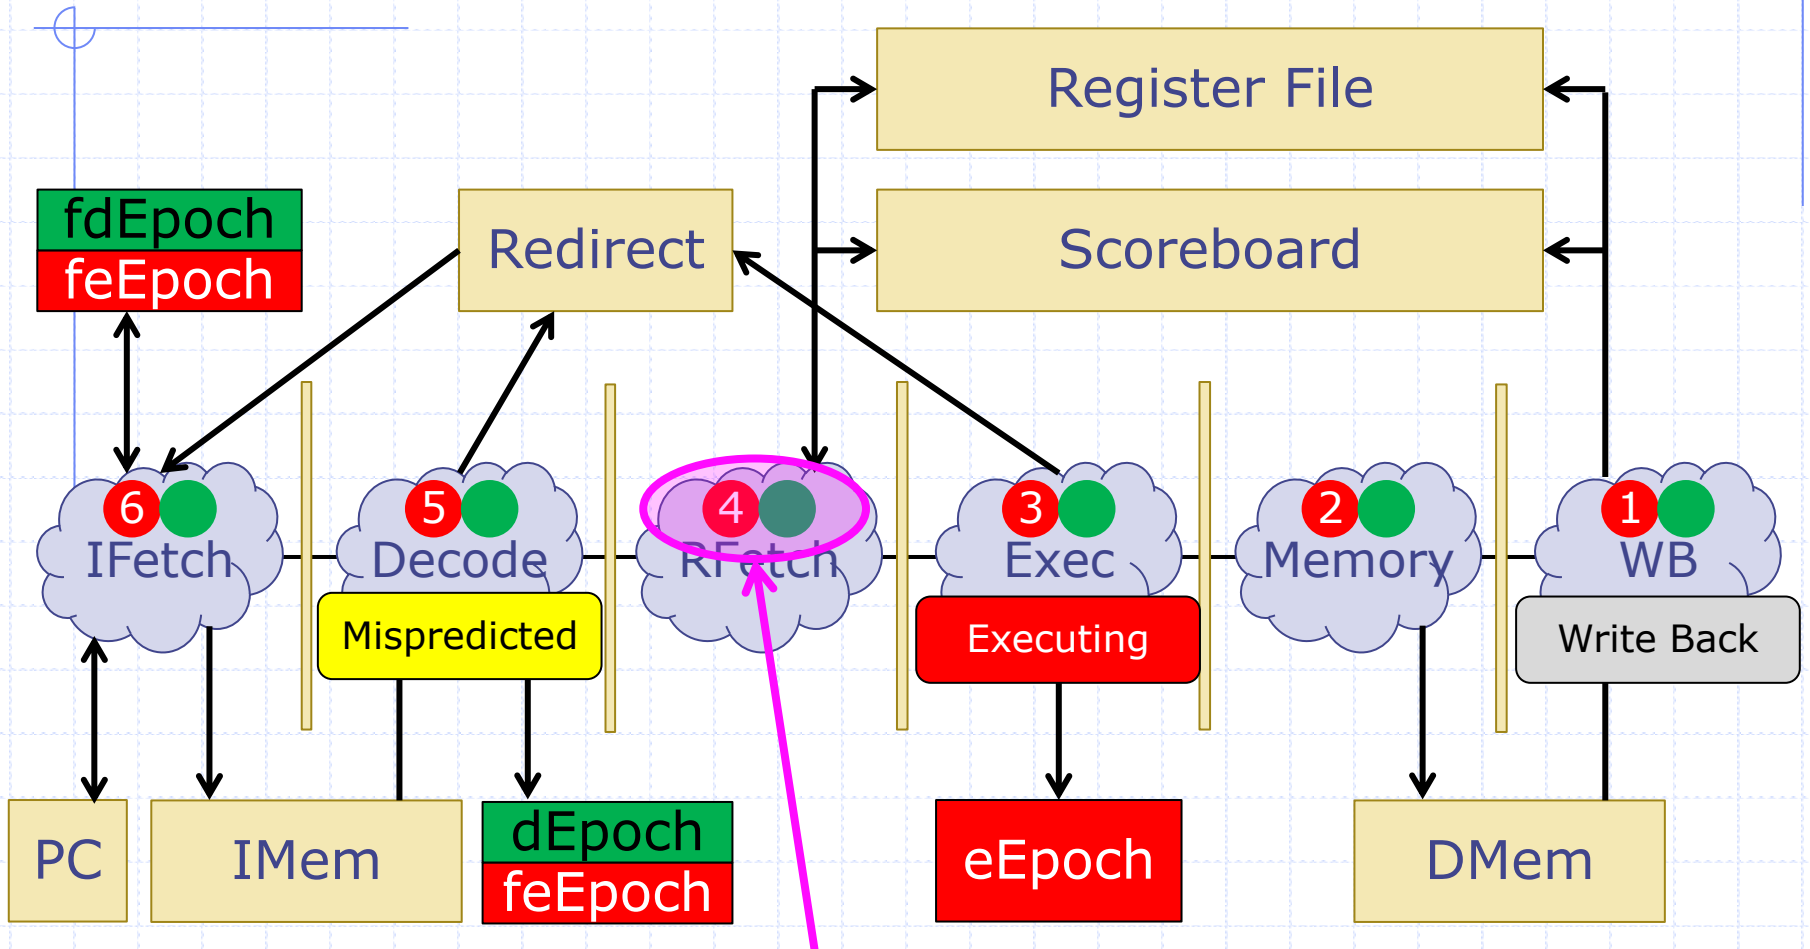 Register File
fdEpoch
feEpoch
Redirect
Scoreboard
6
5
4
3
2
1
IFetch
Decode
RFetch
Exec
Memory
WB
Mispredicted
Executing
Write Back
PC
IMem
dEpoch
feEpoch
eEpoch
DMem